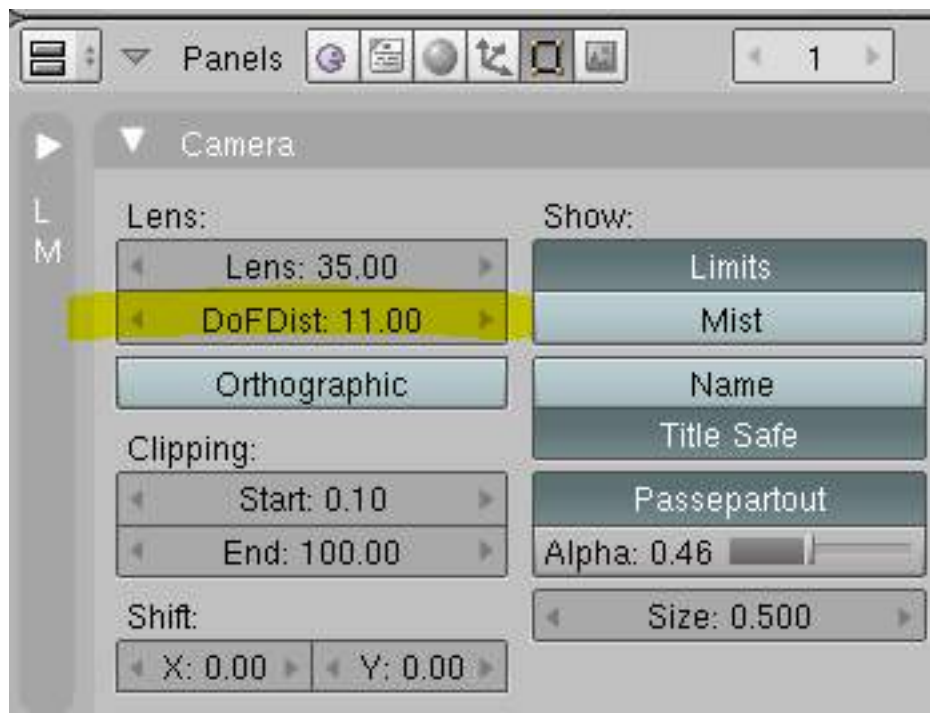 Panels
1
Camera
L
M
Lens:
Lens: 35.00
DoFDist: 11.00
Orthographic
Clipping:
Start: 0.10
End: 100.00
Shift:
X: 0.00 Y: 0.00
Show:
Limits
Mist
Name
Title Safe
Passepartout
Alpha: 0.46
Size: 0.500